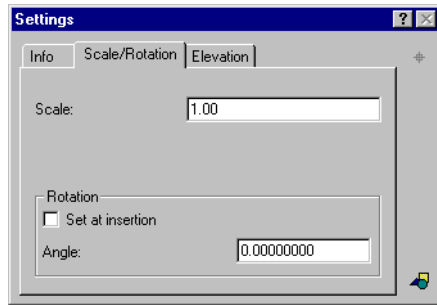 Settings
Info Scale/Rotation Elevation
Scale: 1.00
Rotation
Set at insertion
Angle: 0.00000000